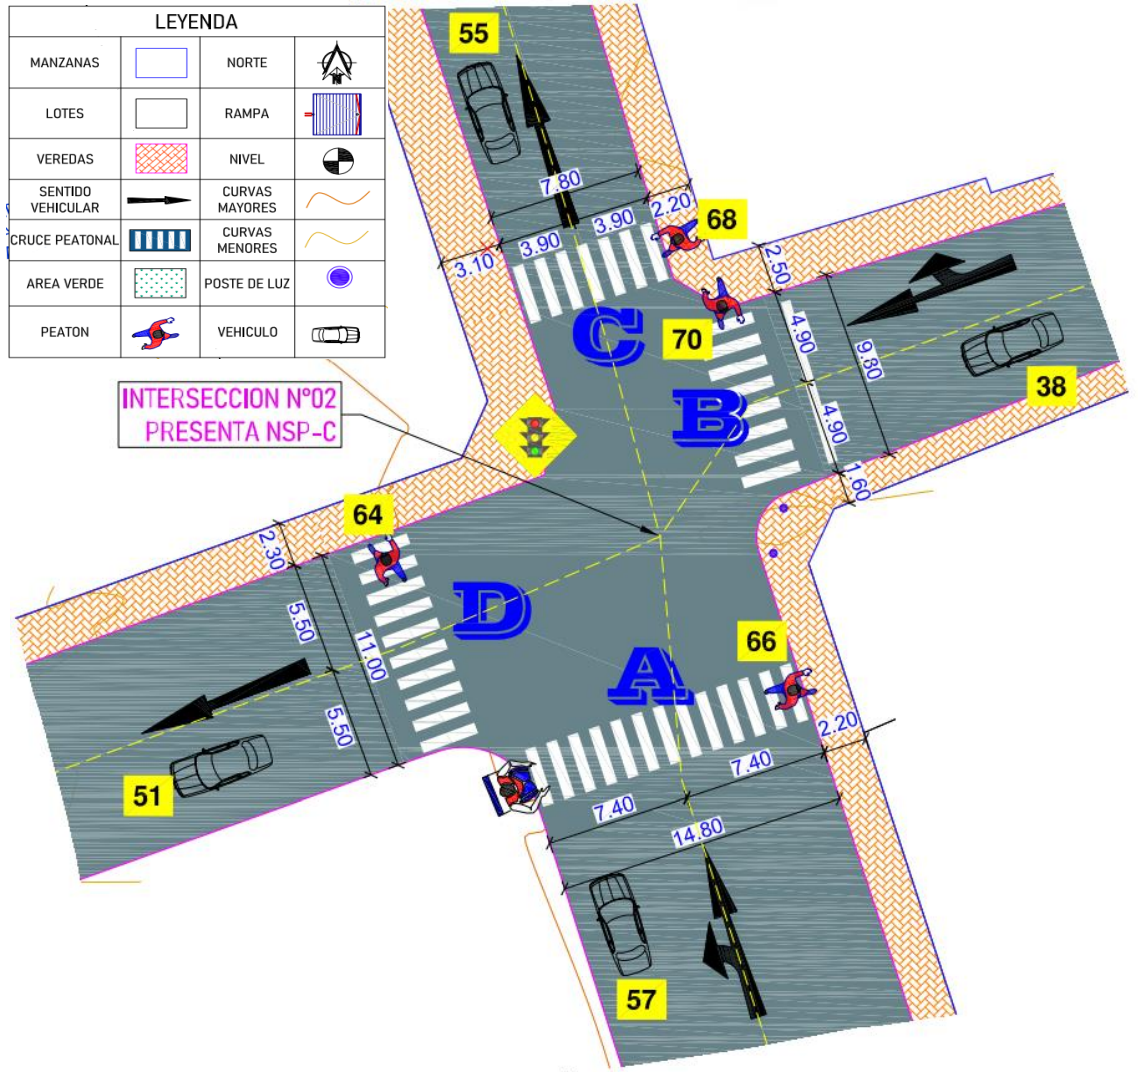 LEYENDA
MANZANAS
NORTE
N
LOTES
RAMPA
VEREDAS
NIVEL
SENTIDO
VEHICULAR
CURVAS
MAYORES
CRUCE PEATONAL
CURVAS
MENORES
AREA VERDE
POSTE DE LUZ
PEATON
VEHICULO
INTERSECCION N°02
PRESENTA NSP-C
55
7.80
3.90
3.90
2.20
3.10
68
2.50
70
C
4.90
9.80
38
B
4.90
1.60
64
2.30
5.50
11.00
D
5.50
51
66
A
2.20
7.40
7.40
14.80
57